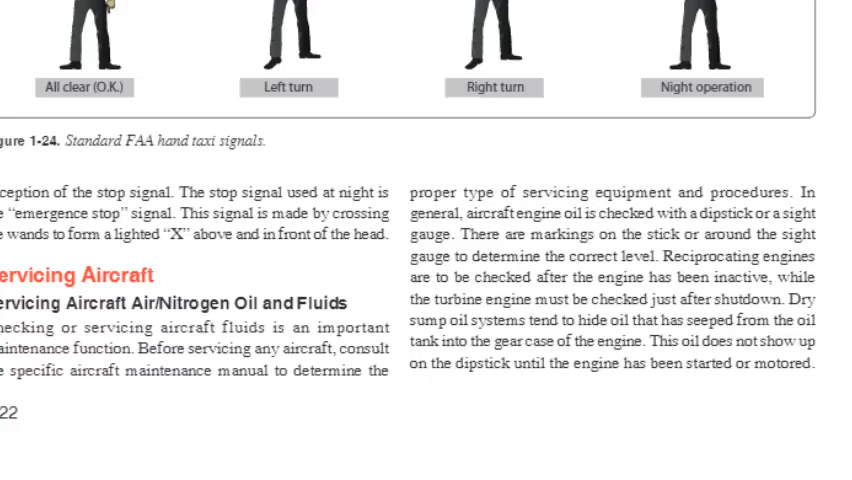 All clear (O.K.)
Left turn
Right turn
Night operation
gure 1-24. Standard FAA hand taxi signals.
ception of the stop signal. The stop signal used at night is
e “emergence stop” signal. This signal is made by crossing
e wands to form a lighted “X” above and in front of the head.
ervicing Aircraft
ervicing Aircraft Air/Nitrogen Oil and Fluids
hecking or servicing aircraft fluids is an important
aintenance function. Before servicing any aircraft, consult
e specific aircraft maintenance manual to determine the
22
proper type of servicing equipment and procedures. In
general, aircraft engine oil is checked with a dipstick or a sight
gauge. There are markings on the stick or around the sight
gauge to determine the correct level. Reciprocating engines
are to be checked after the engine has been inactive, while
the turbine engine must be checked just after shutdown. Dry
sump oil systems tend to hide oil that has seeped from the oil
tank into the gear case of the engine. This oil does not show up
on the dipstick until the engine has been started or motored.